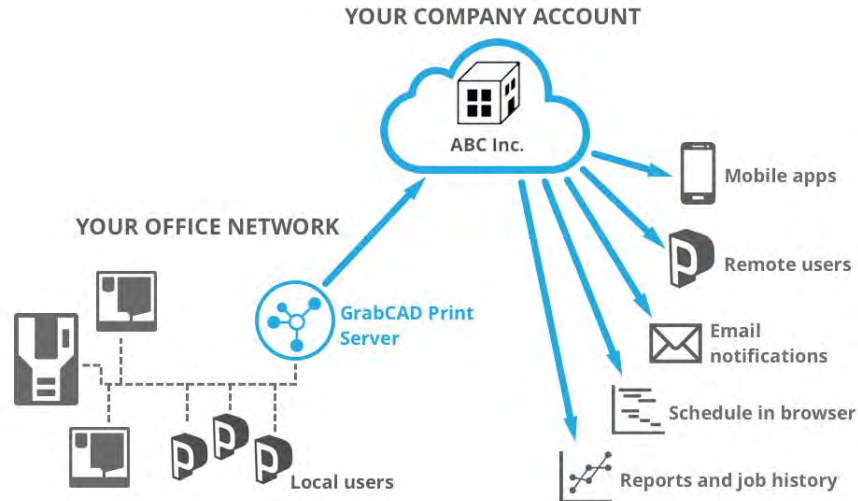 YOUR COMPANY ACCOUNT
ABC Inc.
Mobile apps
YOUR OFFICE NETWORK
Remote users
GrabCAD Print
Server
Email
notifications
Schedule in browser
Local users
Reports and job history